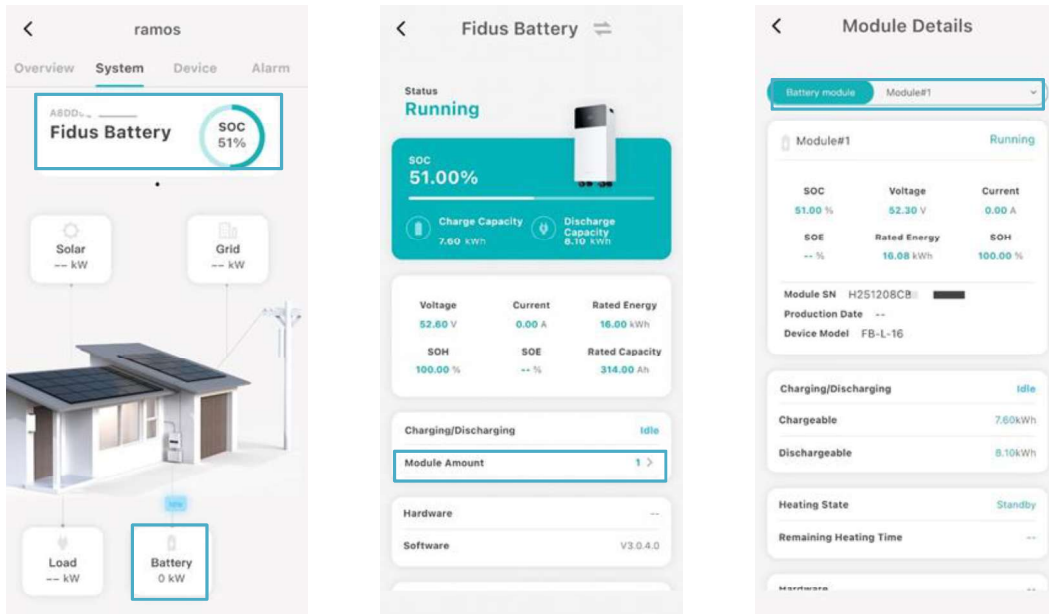 ramos
Overview System Device Alarm
Fidus Battery
SOC
51%
Solar
-- kW
Grid
-- kW
Load
-- kW
Battery
0 kW
Fidus Battery
Status
Running
SOC
51.00%
Charge Capacity
7.60 kWh
Discharge
Capacity
8.10 kWh
Voltage Current Rated Energy
52.60 V 0.00 A 16.00 kWh
SOH SOE Rated Capacity
100.00 % -- % 314.00 Ah
Charging/Discharging Idle
Module Amount 1 >
Hardware --
Software V3.0.4.0
Module Details
Battery module Module#1
Module#1 Running
SOC Voltage Current
51.00 % 52.30 V 0.00 A
SOE Rated Energy SOH
-- % 16.08 kWh 100.00 %
Module SN H251208CB
Production Date --
Device Model FB-L-16
Charging/Discharging Idle
Chargeable 7.60kWh
Dischargeable 8.10kWh
Heating State Standby
Remaining Heating Time --
Hardware --